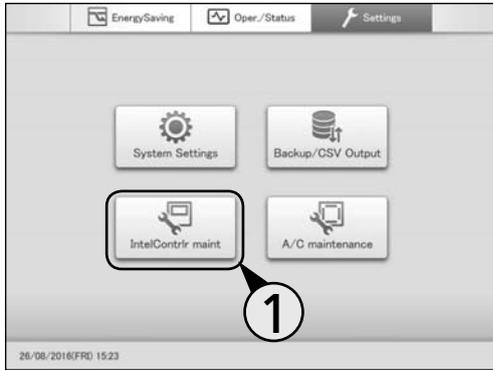 EnergySaving Oper./Status Settings
System Settings Backup/CSV Output
IntelContrlr maint A/C maintenance
1
26/08/2016(FRI) 15:23